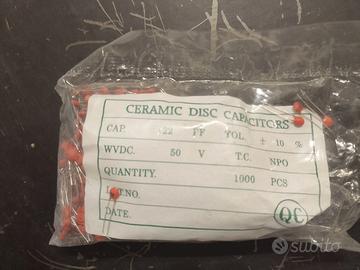 CERAMIC DISC CAPACITORS
CAP. 22 PF TOL. ± 10 %
WVDC. 50 V T.C. NPO
QUANTITY. 1000 PCS
LOT.NO.
DATE.
QC
subito